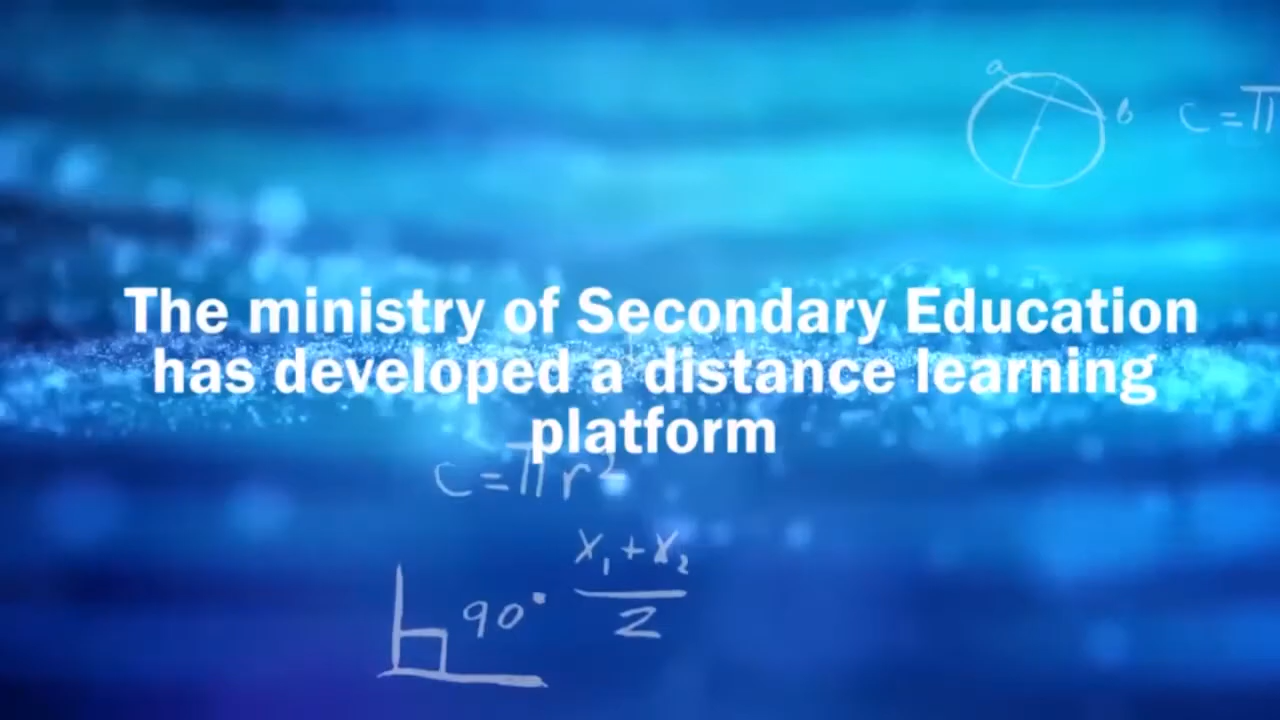 a
b
c=π
The ministry of Secondary Education
has developed a distance learning
platform
c=πr²
x₁+x₂
90°
2